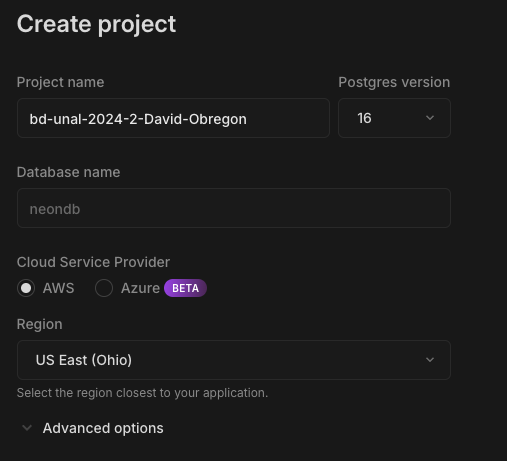 Create project
Project name
Postgres version
bd-unal-2024-2-David-Obregon
16
Database name
neondb
Cloud Service Provider
AWS
Azure BETA
Region
US East (Ohio)
Select the region closest to your application.
Advanced options